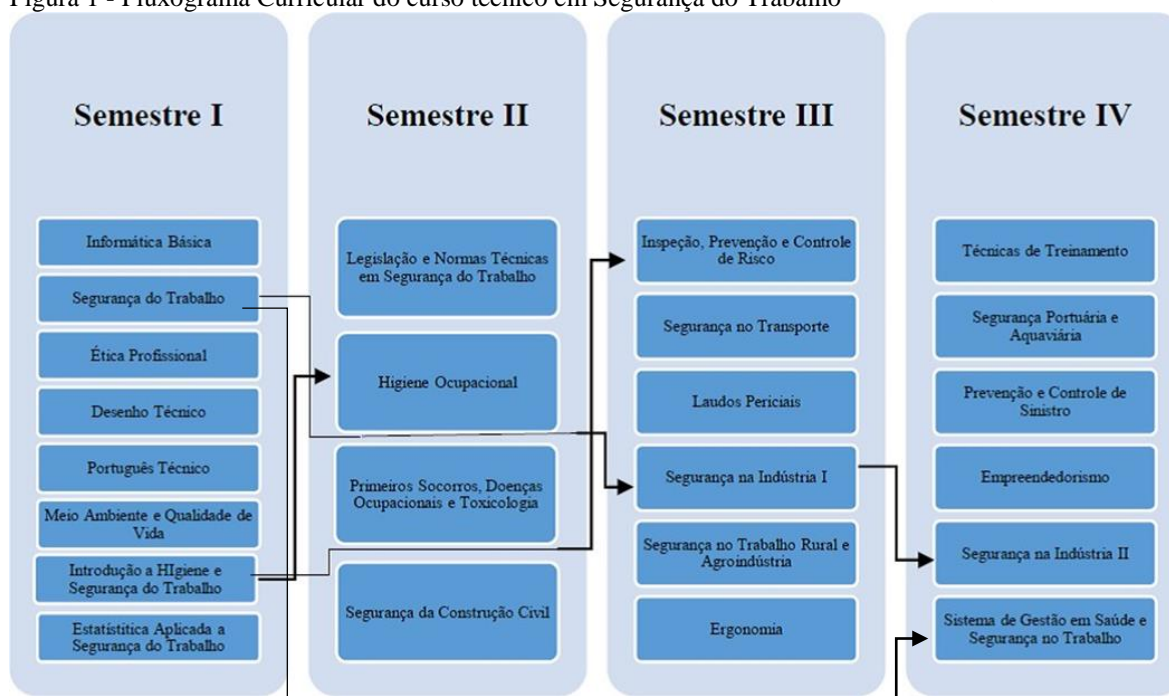 Figura 1 - Fluxograma Curricular do curso técnico em Segurança do Trabalho
Semestre I
Informática Básica
Segurança do Trabalho
Ética Profissional
Desenho Técnico
Português Técnico
Meio Ambiente e Qualidade de
Vida
Introdução a HIgiene e
Segurança do Trabalho
Estatístitica Aplicada a
Segurança do Trabalho
Semestre II
Legislação e Normas Técnicas
em Segurança do Trabalho
Higiene Ocupacional
Primeiros Socorros, Doenças
Ocupacionais e Toxicologia
Segurança da Construção Civil
Semestre III
Inspeção, Prevenção e Controle
de Risco
Segurança no Transporte
Laudos Periciais
Segurança na Indústria I
Segurança no Trabalho Rural e
Agroindústria
Ergonomia
Semestre IV
Técnicas de Treinamento
Segurança Portuária e
Aquaviária
Prevenção e Controle de
Sinistro
Empreendedorismo
Segurança na Indústria II
Sistema de Gestão em Saúde e
Segurança no Trabalho